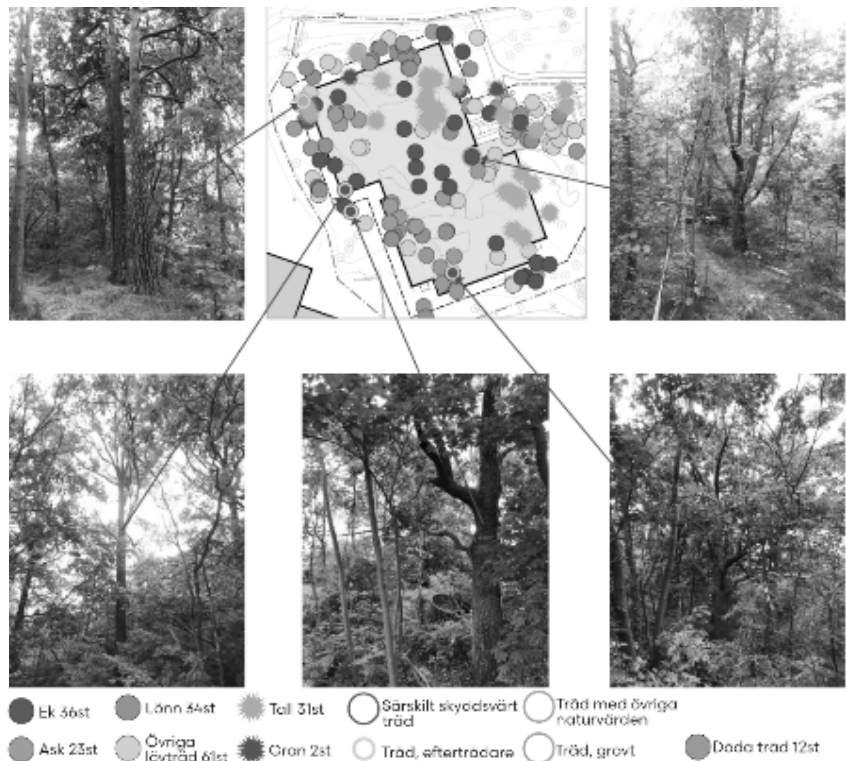 Ek 36st
Lönn 34st
Tall 31st
Särskilt skyddsvärt
träd
Träd med övriga
naturvärden
Ask 23st
Övriga
lövträd 61st
Gran 2st
Träd, efterträdare
Träd, grovt
Döda träd 12st